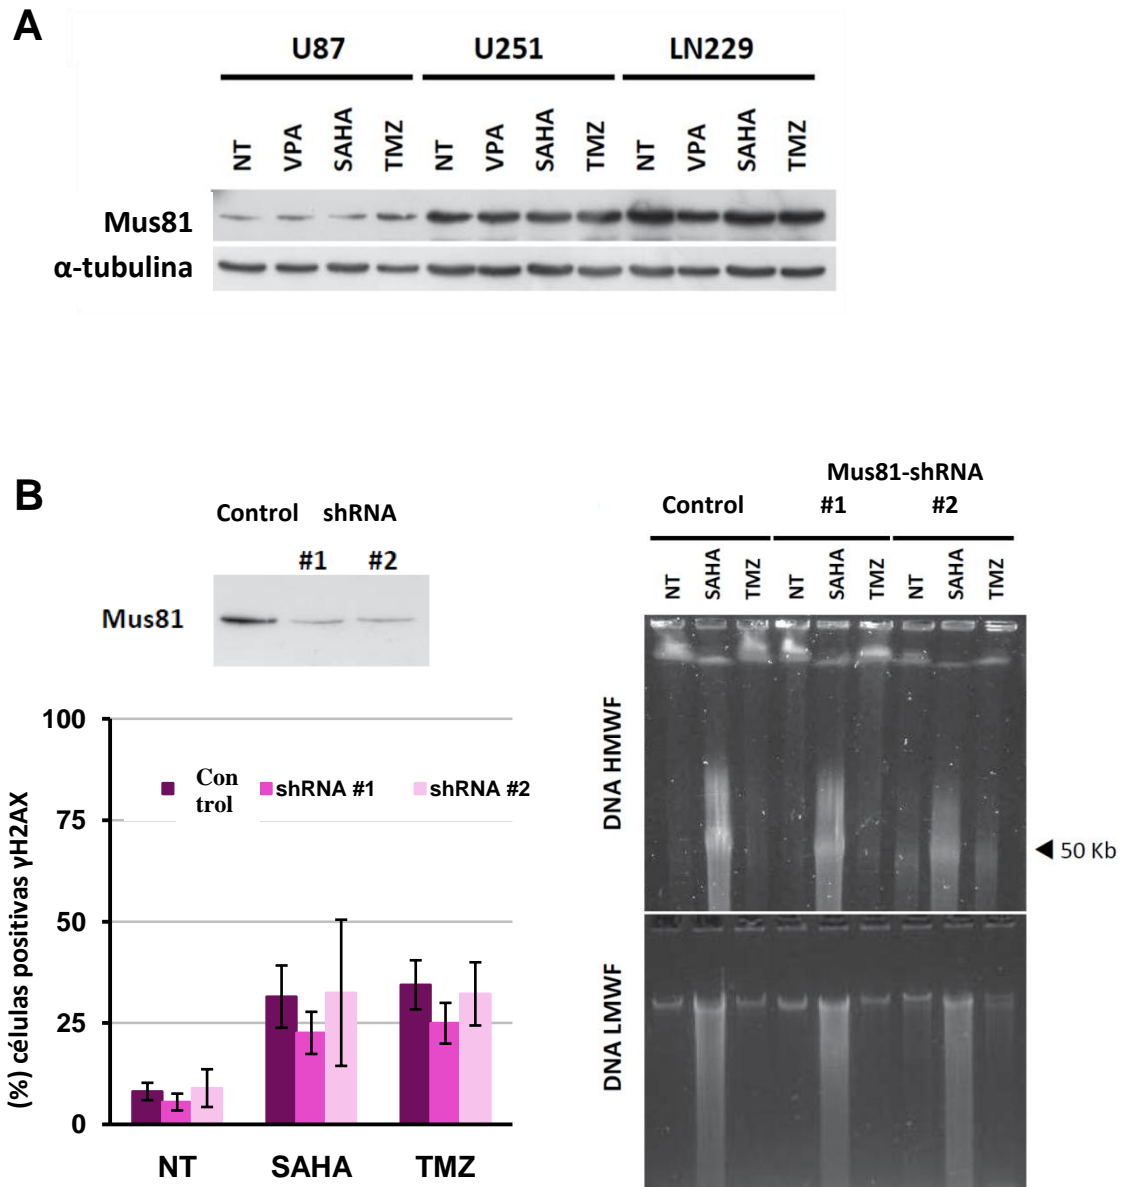 A
U87 U251 LN229
NT VPA SAHA TMZ NT VPA SAHA TMZ NT VPA SAHA TMZ
Mus81
α-tubulina
B
Control shRNA
#1 #2
Mus81
100
75
50
25
0
(%) células positivas γH2AX
Con
trol
shRNA #1
shRNA #2
NT SAHA TMZ
Mus81-shRNA
Control #1 #2
NT SAHA TMZ NT SAHA TMZ NT SAHA TMZ
DNA HMWF
50 Kb
DNA LMWF